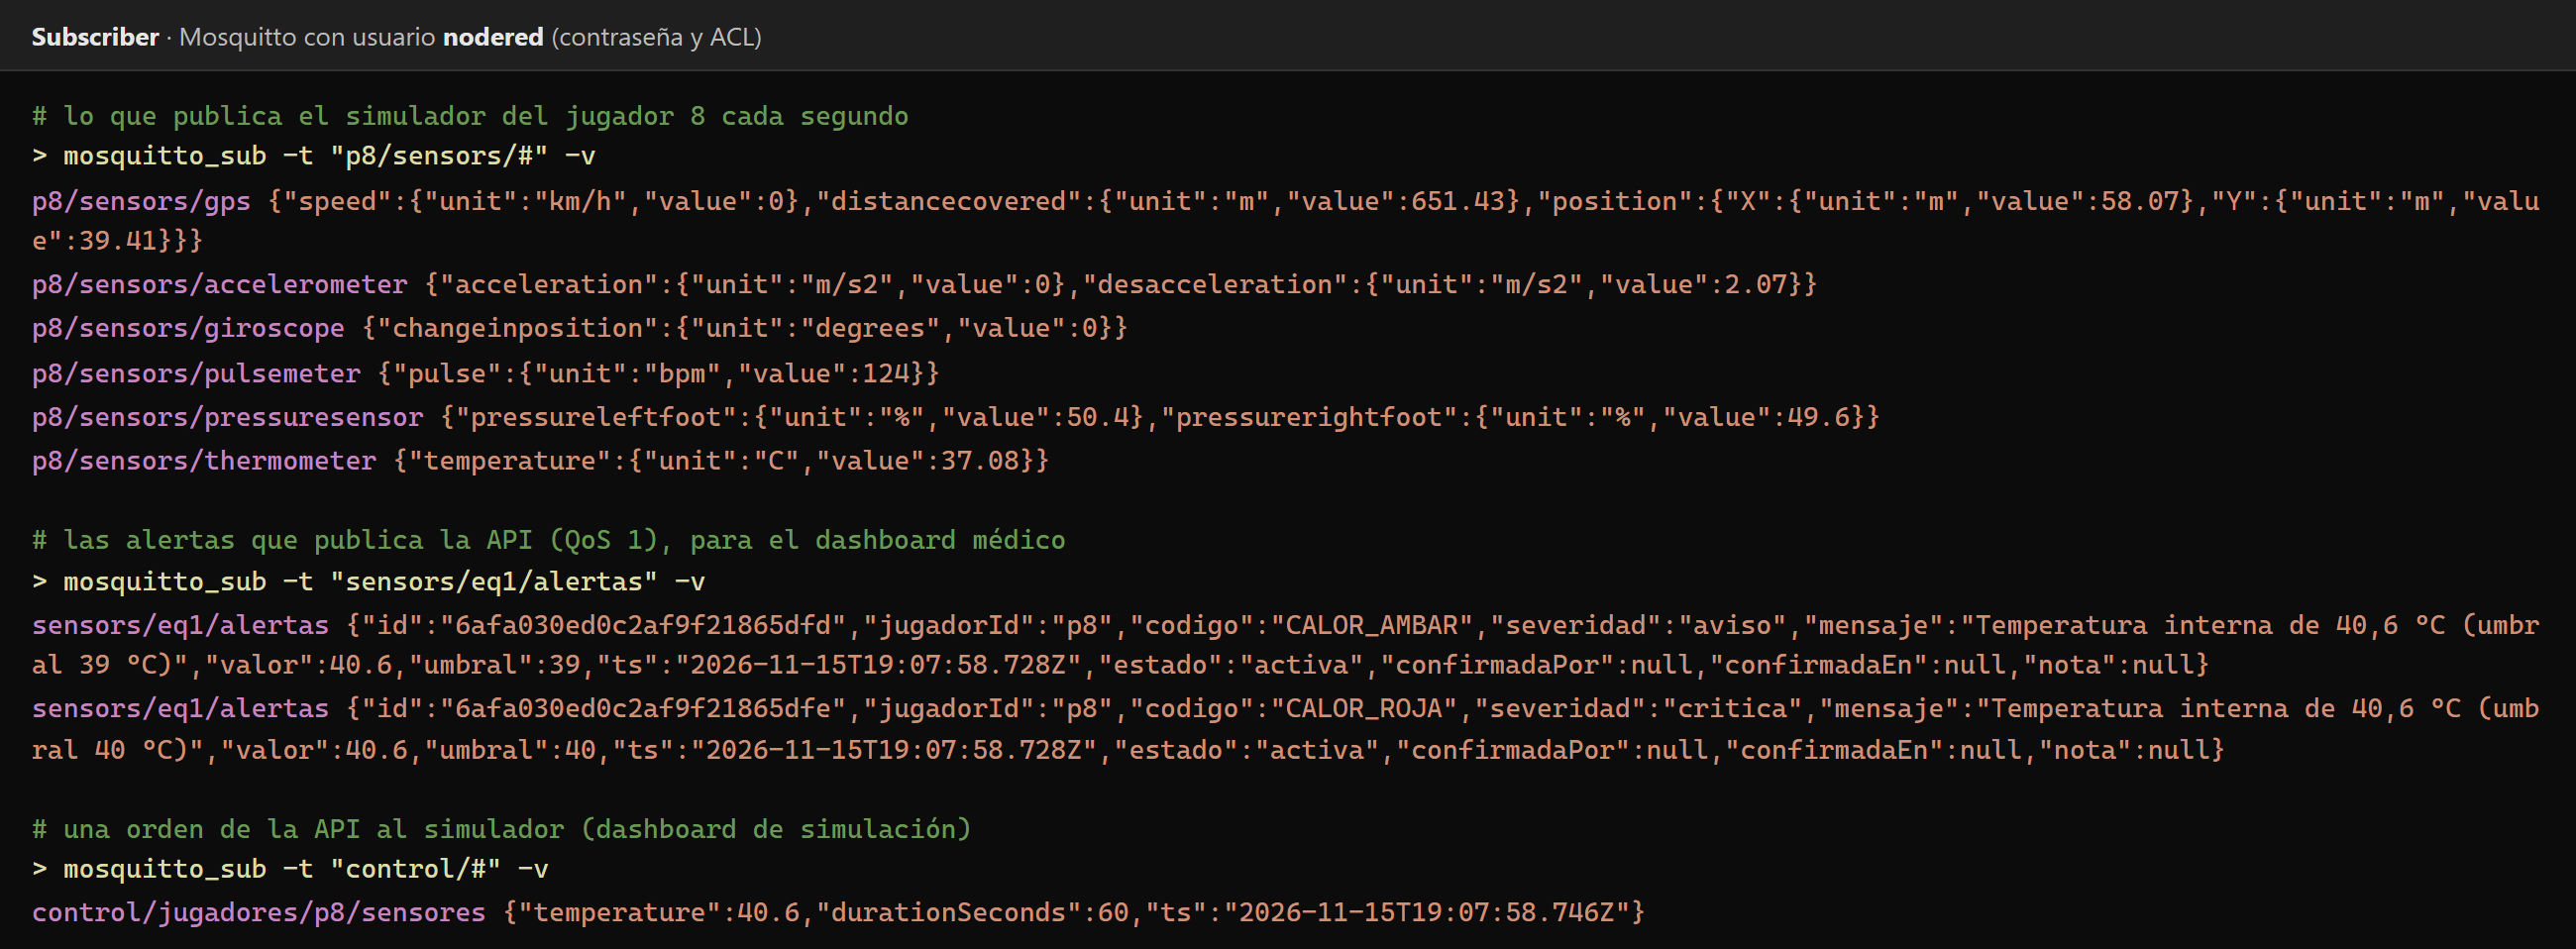 Subscriber · Mosquitto con usuario nodered (contraseña y ACL)
# lo que publica el simulador del jugador 8 cada segundo
> mosquitto_sub -t "p8/sensors/#" -v
p8/sensors/gps {"speed":{"unit":"km/h","value":0},"distancecovered":{"unit":"m","value":651.43},"position":{"X":{"unit":"m","value":58.07},"Y":{"unit":"m","valu
e":39.41}}}
p8/sensors/accelerometer {"acceleration":{"unit":"m/s2","value":0},"desacceleration":{"unit":"m/s2","value":2.07}}
p8/sensors/giroscope {"changeinposition":{"unit":"degrees","value":0}}
p8/sensors/pulsemeter {"pulse":{"unit":"bpm","value":124}}
p8/sensors/pressuresensor {"pressureleftfoot":{"unit":"%","value":50.4},"pressurerightfoot":{"unit":"%","value":49.6}}
p8/sensors/thermometer {"temperature":{"unit":"C","value":37.08}}
# las alertas que publica la API (QoS 1), para el dashboard médico
> mosquitto_sub -t "sensors/eq1/alertas" -v
sensors/eq1/alertas {"id":"6afa030ed0c2af9f21865dfd","jugadorId":"p8","codigo":"CALOR_AMBAR","severidad":"aviso","mensaje":"Temperatura interna de 40,6 °C (umbr
al 39 °C)","valor":40.6,"umbral":39,"ts":"2026-11-15T19:07:58.728Z","estado":"activa","confirmadaPor":null,"confirmadaEn":null,"nota":null}
sensors/eq1/alertas {"id":"6afa030ed0c2af9f21865dfe","jugadorId":"p8","codigo":"CALOR_ROJA","severidad":"critica","mensaje":"Temperatura interna de 40,6 °C (umb
ral 40 °C)","valor":40.6,"umbral":40,"ts":"2026-11-15T19:07:58.728Z","estado":"activa","confirmadaPor":null,"confirmadaEn":null,"nota":null}
# una orden de la API al simulador (dashboard de simulación)
> mosquitto_sub -t "control/#" -v
control/jugadores/p8/sensores {"temperature":40.6,"durationSeconds":60,"ts":"2026-11-15T19:07:58.746Z"}